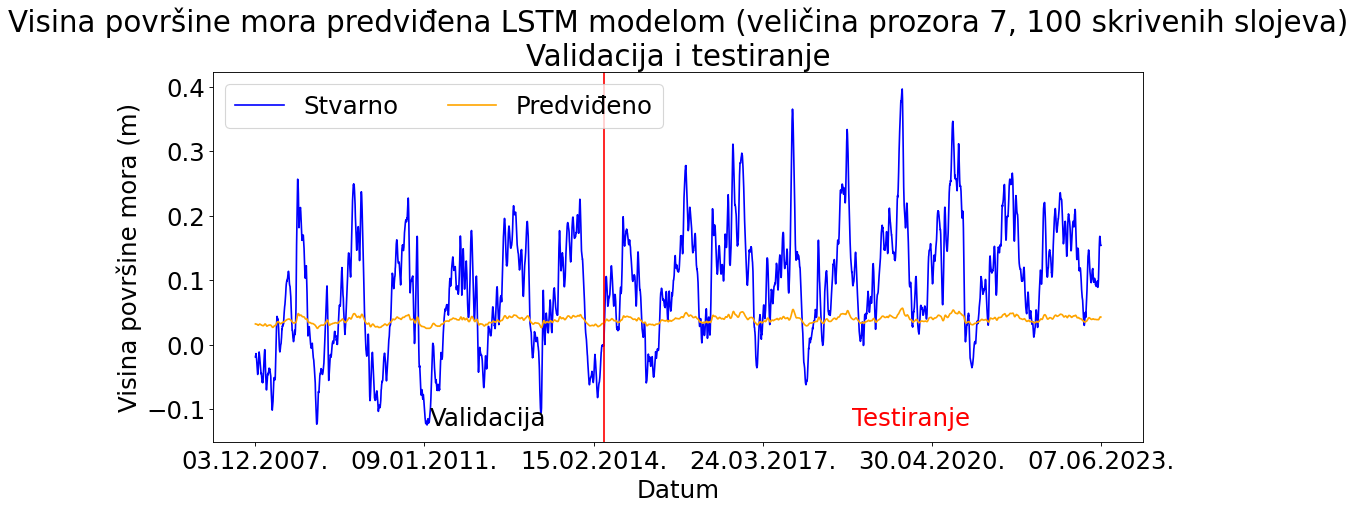 Visina površine mora predviđena LSTM modelom (veličina prozora 7, 100 skrivenih slojeva)
Validacija i testiranje
Stvarno
Predviđeno
Visina površine mora (m)
0.4
0.3
0.2
0.1
0.0
−0.1
Validacija
Testiranje
03.12.2007.
09.01.2011.
15.02.2014.
24.03.2017.
30.04.2020.
07.06.2023.
Datum